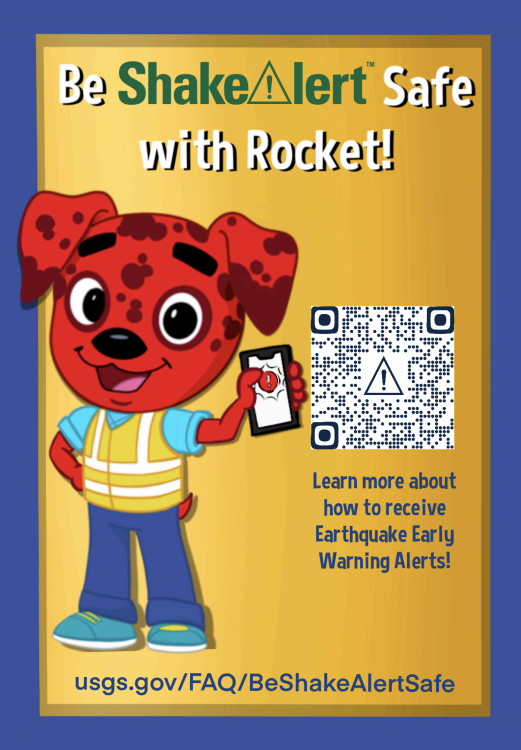 Be ShakeAlert™ Safe
with Rocket!
Learn more about
how to receive
Earthquake Early
Warning Alerts!
usgs.gov/FAQ/BeShakeAlertSafe